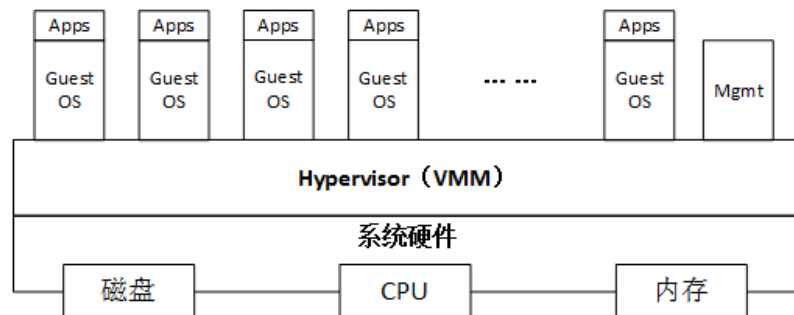 Apps Apps Apps Apps Apps
Guest Guest Guest Guest ... ... Guest Mgmt
OS OS OS OS OS
Hypervisor（VMM）
系统硬件
磁盘 CPU 内存